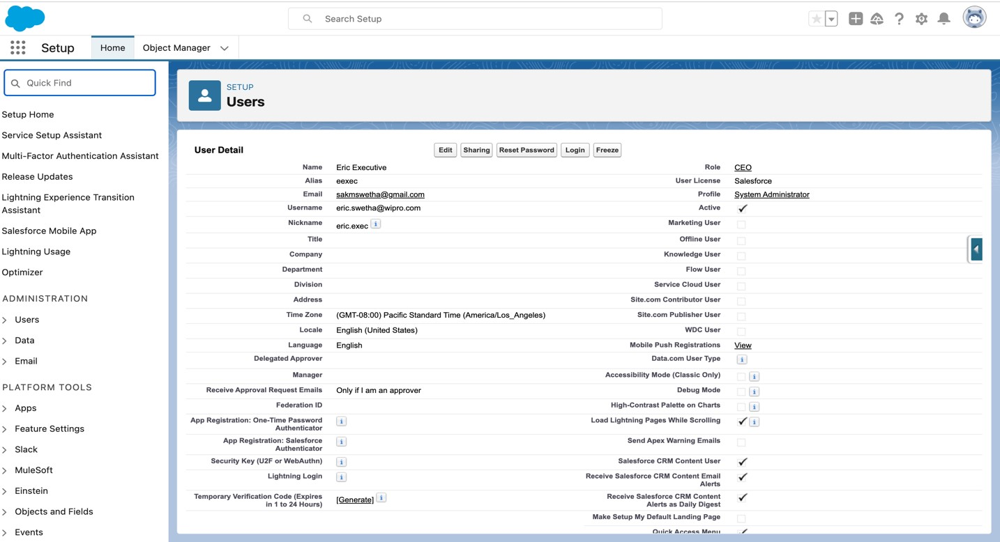 Search Setup
Setup
Home
Object Manager
Quick Find
Setup Home
Service Setup Assistant
Multi-Factor Authentication Assistant
Release Updates
Lightning Experience Transition
Assistant
Salesforce Mobile App
Lightning Usage
Optimizer
ADMINISTRATION
Users
Data
Email
PLATFORM TOOLS
Apps
Feature Settings
Slack
MuleSoft
Einstein
Objects and Fields
Events
SETUP
Users
User Detail
Edit Sharing Reset Password Login Freeze
Name Eric Executive
Alias eexec
Email sakmswetha@gmail.com
Username eric.swetha@wipro.com
Nickname eric.exec
Title
Company
Department
Division
Address
Time Zone (GMT-08:00) Pacific Standard Time (America/Los_Angeles)
Locale English (United States)
Language English
Delegated Approver
Manager
Receive Approval Request Emails Only if I am an approver
Federation ID
App Registration: One-Time Password
Authenticator
App Registration: Salesforce
Authenticator
Security Key (U2F or WebAuthn)
Lightning Login
Temporary Verification Code (Expires
in 1 to 24 Hours) [Generate]
Role CEO
User License Salesforce
Profile System Administrator
Active
Marketing User
Offline User
Knowledge User
Flow User
Service Cloud User
Site.com Contributor User
Site.com Publisher User
WDC User
Mobile Push Registrations View
Data.com User Type
Accessibility Mode (Classic Only)
Debug Mode
High-Contrast Palette on Charts
Load Lightning Pages While Scrolling
Send Apex Warning Emails
Salesforce CRM Content User
Receive Salesforce CRM Content Email
Alerts
Receive Salesforce CRM Content
Alerts as Daily Digest
Make Setup My Default Landing Page
Quick Access Menu